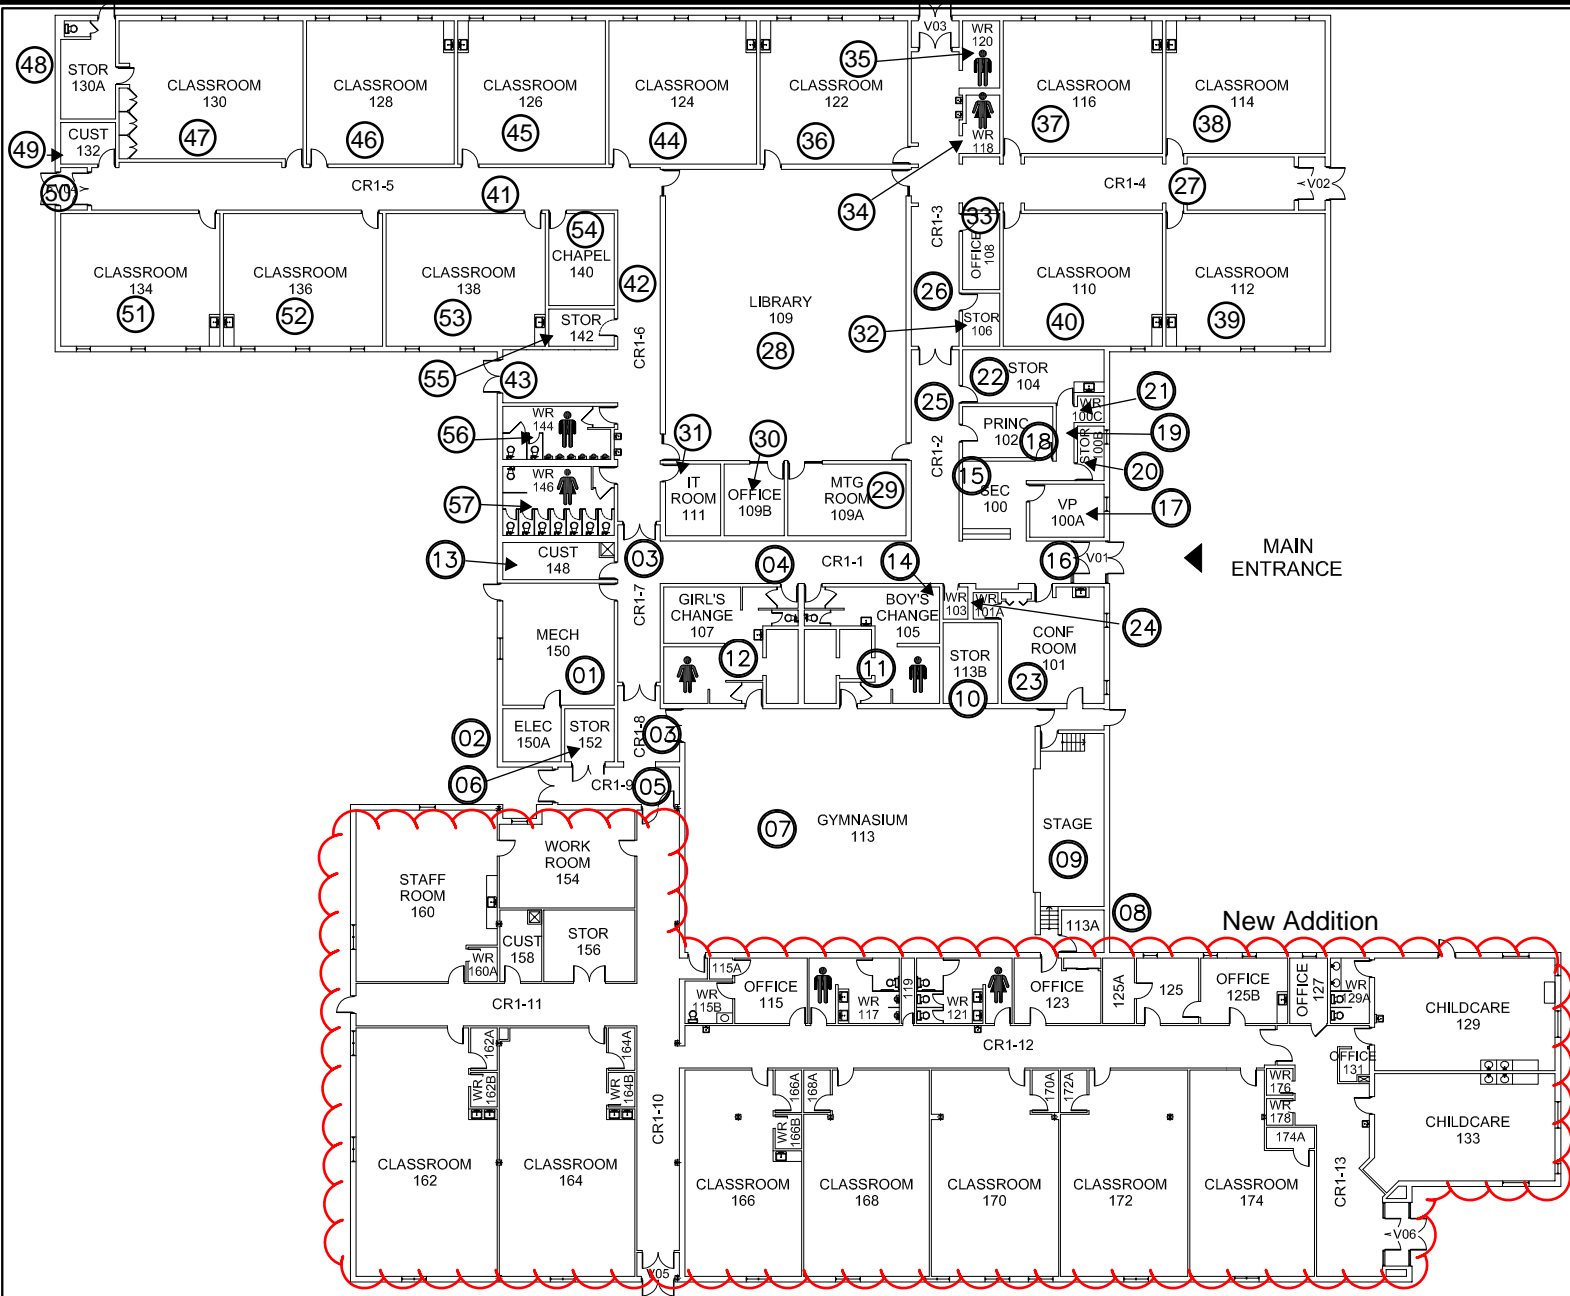 V03
WR
120
35
48
STOR
130A
CLASSROOM
130
CLASSROOM
128
CLASSROOM
126
CLASSROOM
124
CLASSROOM
122
CLASSROOM
116
CLASSROOM
114
47
46
45
44
36
37
38
49
CUST
132
WR
118
34
50
V04
CR1-5
41
CR1-4
27
V02
CR1-3
33
OFFICE
108
54
CHAPEL
140
CLASSROOM
134
CLASSROOM
136
CLASSROOM
138
42
LIBRARY
109
28
26
CLASSROOM
110
CLASSROOM
112
51
52
53
STOR
142
32
STOR
106
40
39
CR1-6
55
43
22
STOR
104
25
21
WR
100C
WR
144
56
31
30
PRINC
102
18
19
STOR
100B
20
CR1-2
WR
146
57
IT
ROOM
111
OFFICE
109B
MTG
ROOM
109A
29
15
SEC
100
VP
100A
17
13
CUST
148
03
04
CR1-1
14
16
V01
MAIN
ENTRANCE
CR1-7
GIRL'S
CHANGE
107
BOY'S
CHANGE
105
WR
103
WR
101A
24
MECH
150
01
12
11
STOR
113B
10
CONF
ROOM
101
23
02
ELEC
150A
STOR
152
CR1-8
03
06
CR1-9
05
07
GYMNASIUM
113
STAGE
09
WORK
ROOM
154
STAFF
ROOM
160
08
113A
New Addition
CUST
158
STOR
156
WR
160A
CR1-11
115A
WR
115B
OFFICE
115
WR
117
119
WR
121
OFFICE
123
125A
125
OFFICE
125B
OFFICE
127
WR
129A
CHILDCARE
129
CR1-12
OFFICE
131
162A
WR
162B
164A
WR
164B
CR1-10
166A
WR
166B
168A
170A
172A
WR
176
WR
178
174A
CHILDCARE
133
CLASSROOM
162
CLASSROOM
164
CLASSROOM
166
CLASSROOM
168
CLASSROOM
170
CLASSROOM
172
CLASSROOM
174
CR1-13
V06
V05